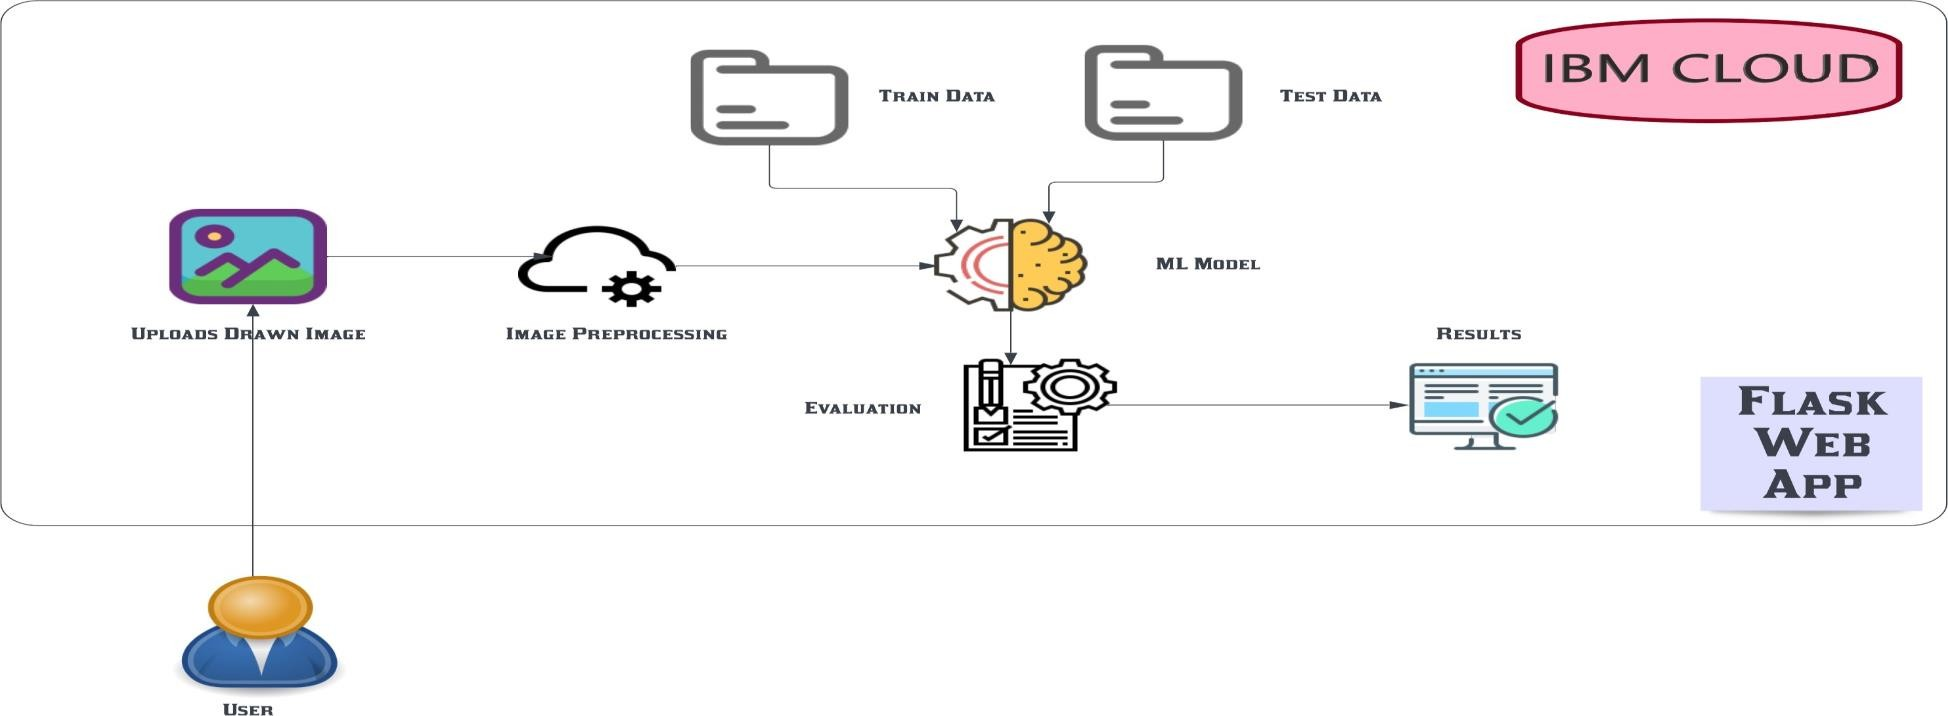 IBM CLOUD
Train Data
Test Data
ML Model
Uploads Drawn Image
Image Preprocessing
Results
Evaluation
Flask
Web
App
User